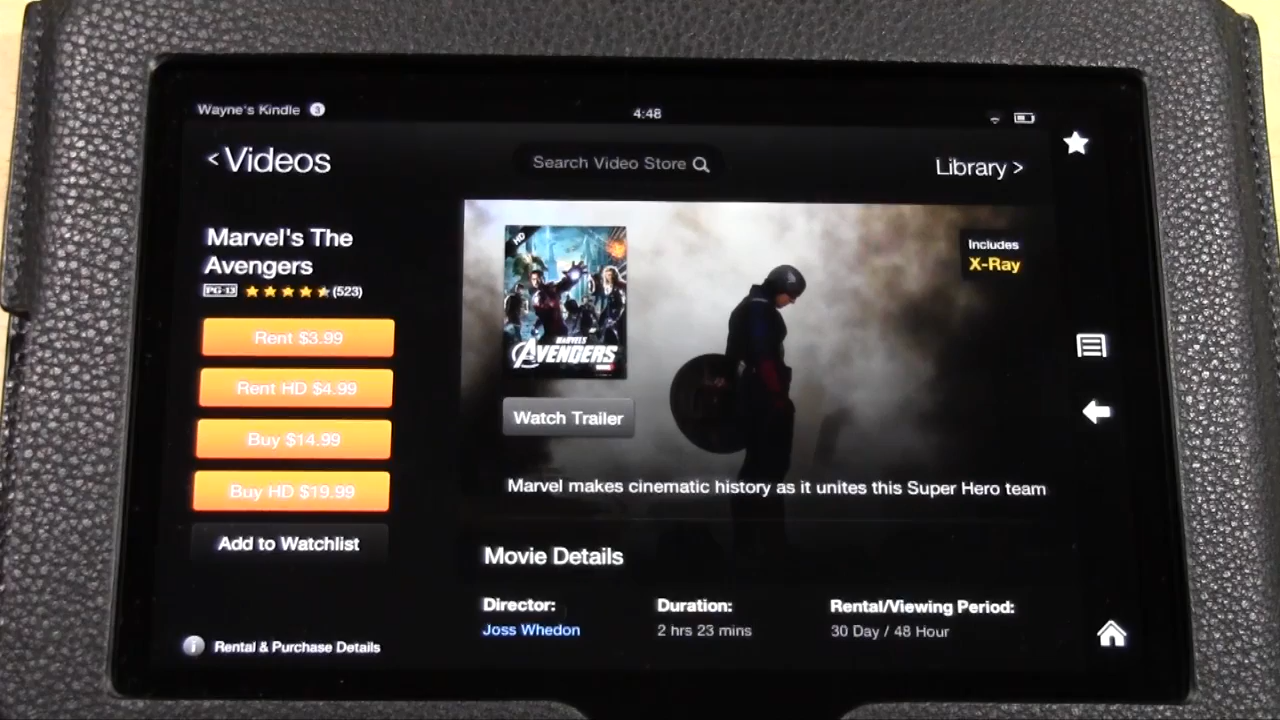 Wayne's Kindle 3
4:48
< Videos
Search Video Store
Library >
Marvel's The
Avengers
PG-13 (523)
Rent $3.99
Rent HD $4.99
Buy $14.99
Buy HD $19.99
Add to Watchlist
Rental & Purchase Details
HD
MARVEL'S
AVENGERS
Includes
X-Ray
Watch Trailer
Marvel makes cinematic history as it unites this Super Hero team
Movie Details
Director:
Joss Whedon
Duration:
2 hrs 23 mins
Rental/Viewing Period:
30 Day / 48 Hour